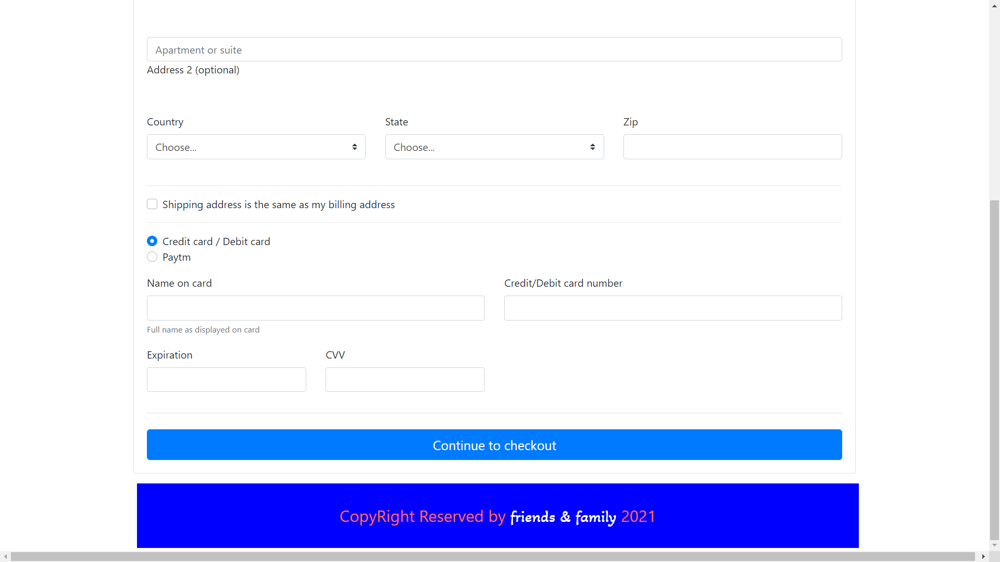 Apartment or suite
Address 2 (optional)
Country State Zip
Choose... Choose...
Shipping address is the same as my billing address
Credit card / Debit card
Paytm
Name on card Credit/Debit card number
Full name as displayed on card
Expiration CVV
Continue to checkout
CopyRight Reserved by friends & family 2021